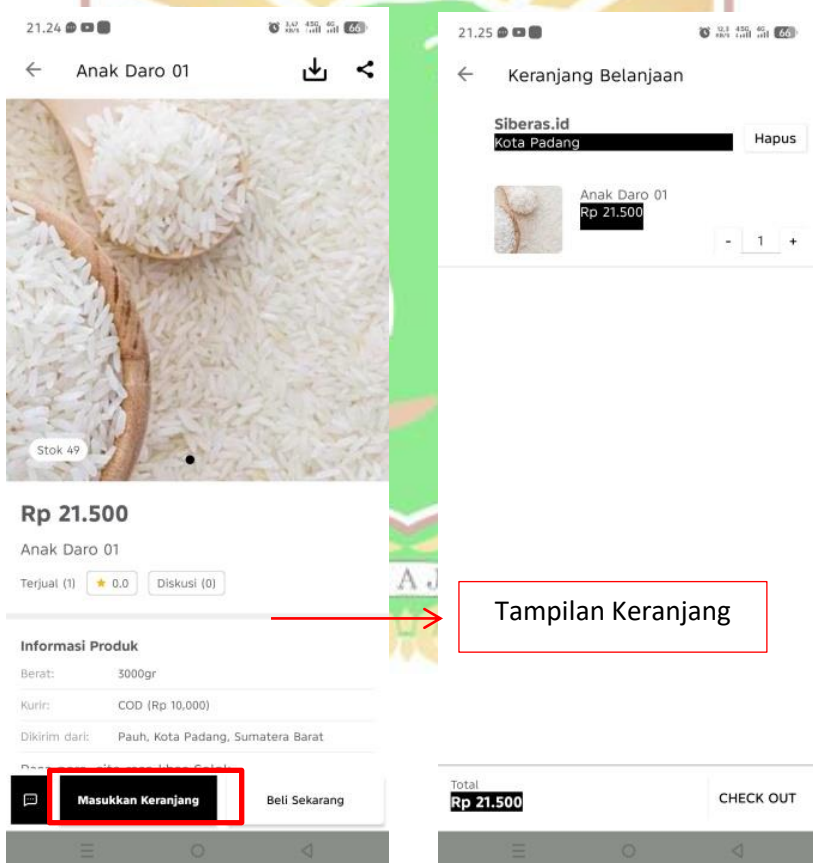 21.24
66
Anak Daro 01
Stok 49
Rp 21.500
Anak Daro 01
Terjual (1)
0.0
Diskusi (0)
Informasi Produk
Berat: 3000gr
Kurir: COD (Rp 10,000)
Dikirim dari: Pauh, Kota Padang, Sumatera Barat
Masukkan Keranjang
Beli Sekarang
21.25
66
Keranjang Belanjaan
Siberas.id
Kota Padang
Hapus
Anak Daro 01
Rp 21.500
- 1 +
A J
Tampilan Keranjang
Total
Rp 21.500
CHECK OUT